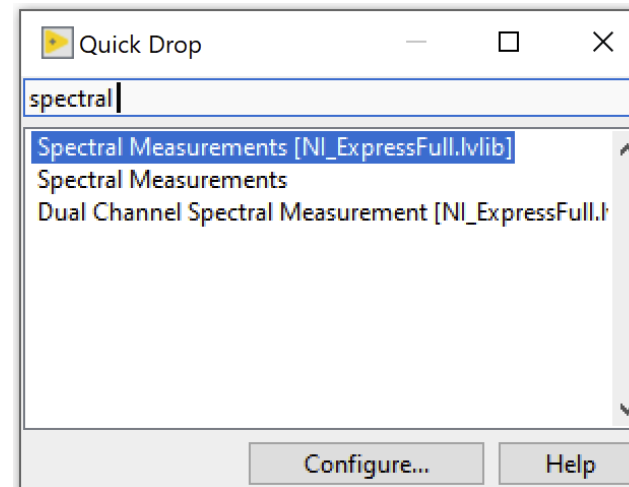 Quick Drop
spectral
Spectral Measurements [NI_ExpressFull.lvlib]
Spectral Measurements
Dual Channel Spectral Measurement [NI_ExpressFull.l
Configure...
Help